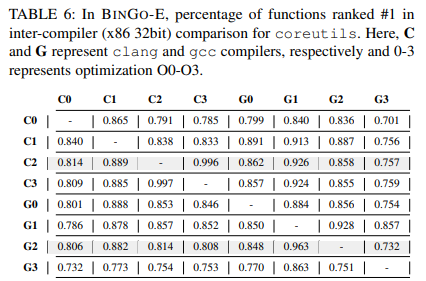 TABLE 6: In BINGO-E, percentage of functions ranked #1 in
inter-compiler (x86 32bit) comparison for coreutils. Here, C
and G represent clang and gcc compilers, respectively and 0-3
represents optimization O0-O3.
C0 C1 C2 C3 G0 G1 G2 G3
C0 | - | 0.865 | 0.791 | 0.785 | 0.799 | 0.840 | 0.836 | 0.701 |
C1 | 0.840 | - | 0.838 | 0.833 | 0.891 | 0.913 | 0.887 | 0.756 |
C2 | 0.814 | 0.889 | - | 0.996 | 0.862 | 0.926 | 0.858 | 0.757 |
C3 | 0.809 | 0.885 | 0.997 | - | 0.857 | 0.924 | 0.855 | 0.759 |
G0 | 0.801 | 0.888 | 0.853 | 0.846 | - | 0.884 | 0.856 | 0.754 |
G1 | 0.786 | 0.878 | 0.857 | 0.852 | 0.850 | - | 0.928 | 0.857 |
G2 | 0.806 | 0.882 | 0.814 | 0.808 | 0.848 | 0.963 | - | 0.732 |
G3 | 0.732 | 0.773 | 0.754 | 0.753 | 0.770 | 0.863 | 0.751 | - |